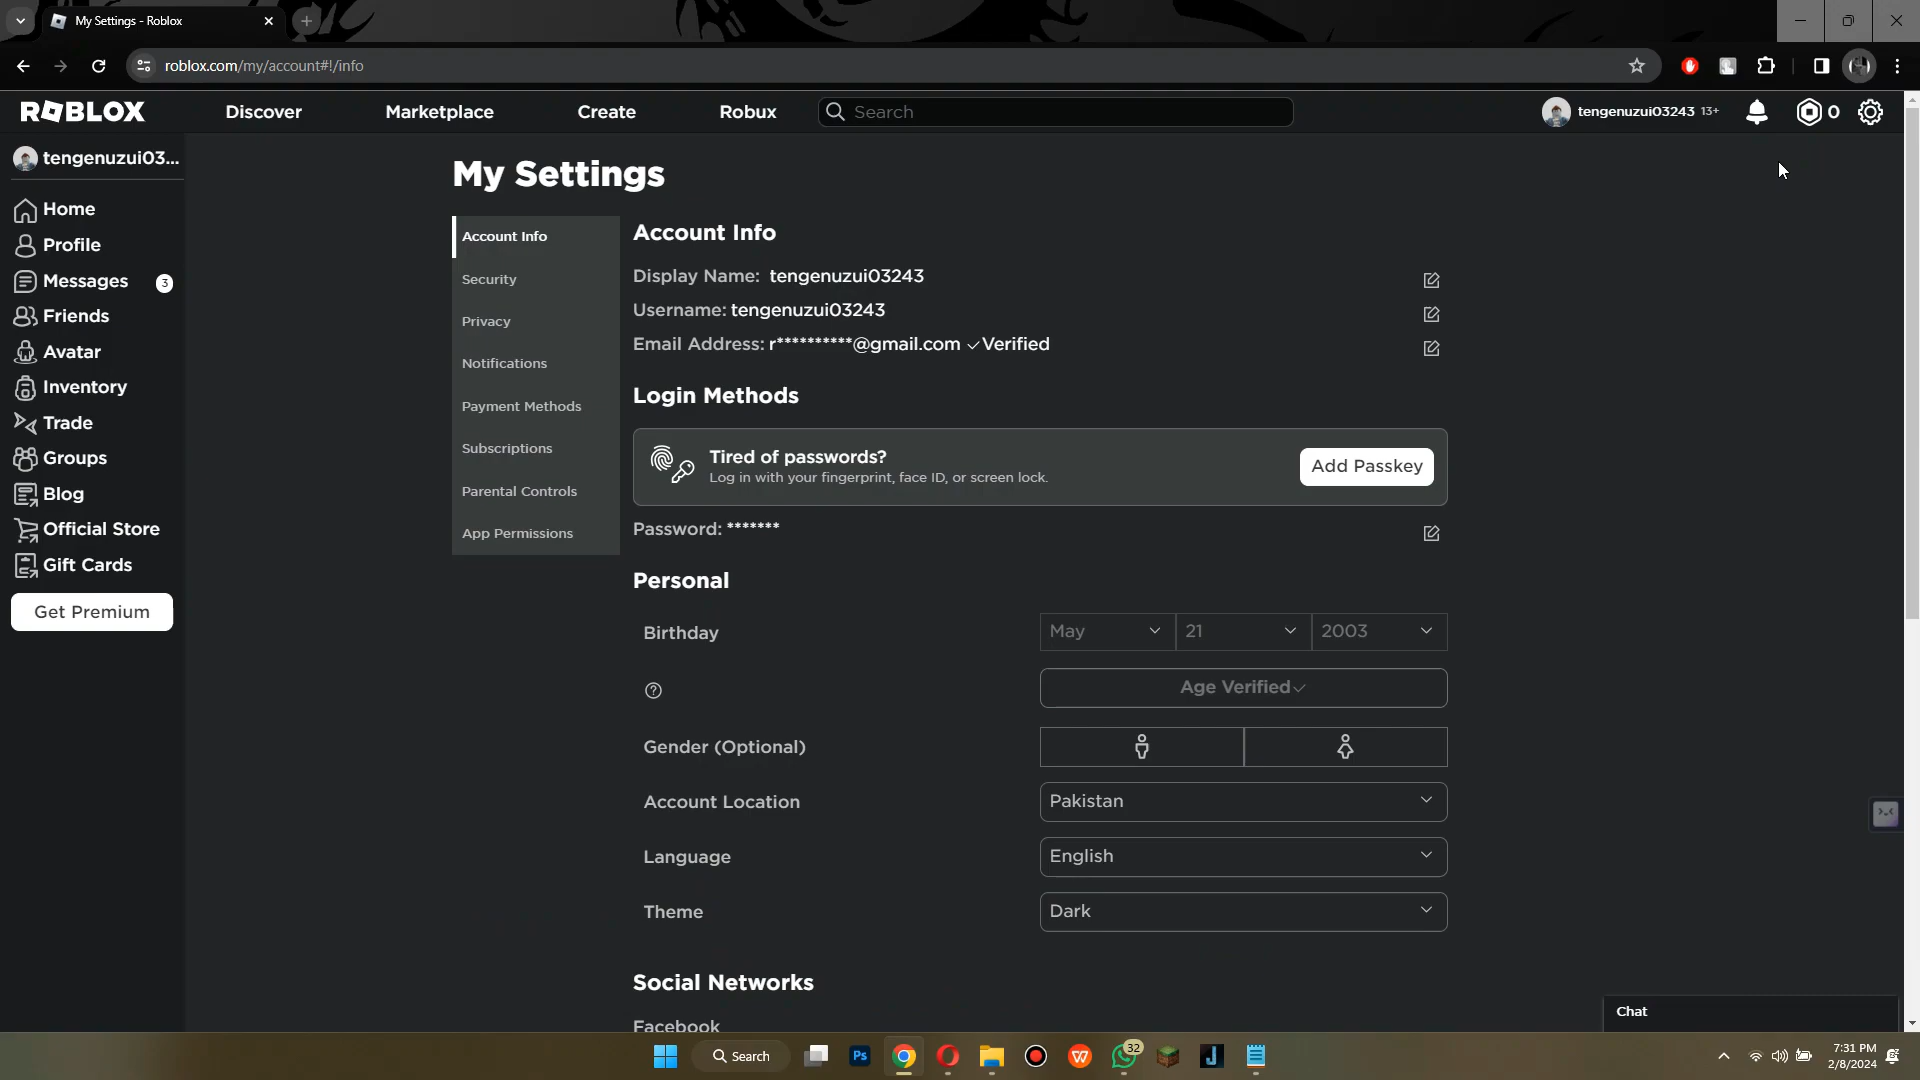 My Settings - Roblox
roblox.com/my/account#!/info
ROBLOX
Discover
Marketplace
Create
Robux
Search
tengenuzui03243 13+
0
tengenuzui03...
Home
Profile
Messages 3
Friends
Avatar
Inventory
Trade
Groups
Blog
Official Store
Gift Cards
Get Premium
My Settings
Account Info
Security
Privacy
Notifications
Payment Methods
Subscriptions
Parental Controls
App Permissions
Account Info
Display Name: tengenuzui03243
Username: tengenuzui03243
Email Address: r**********@gmail.com ✓Verified
Login Methods
Tired of passwords?
Log in with your fingerprint, face ID, or screen lock.
Add Passkey
Password: *******
Personal
Birthday
May
21
2003
Age Verified✓
Gender (Optional)
Account Location
Pakistan
Language
English
Theme
Dark
Social Networks
Facebook
Chat
Search
Ps
32
7:31 PM
2/8/2024